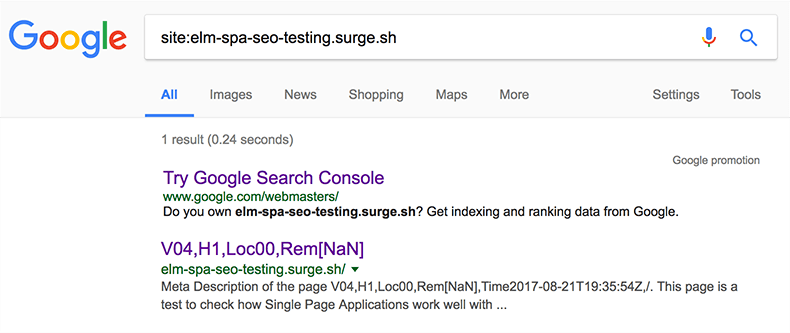 Google
site:elm-spa-seo-testing.surge.sh
All Images News Shopping Maps More Settings Tools
1 result (0.24 seconds)
Google promotion
Try Google Search Console
www.google.com/webmasters/
Do you own elm-spa-seo-testing.surge.sh? Get indexing and ranking data from Google.
V04,H1,Loc00,Rem[NaN]
elm-spa-seo-testing.surge.sh/
Meta Description of the page V04,H1,Loc00,Rem[NaN],Time2017-08-21T19:35:54Z,/. This page is a
test to check how Single Page Applications work well with ...